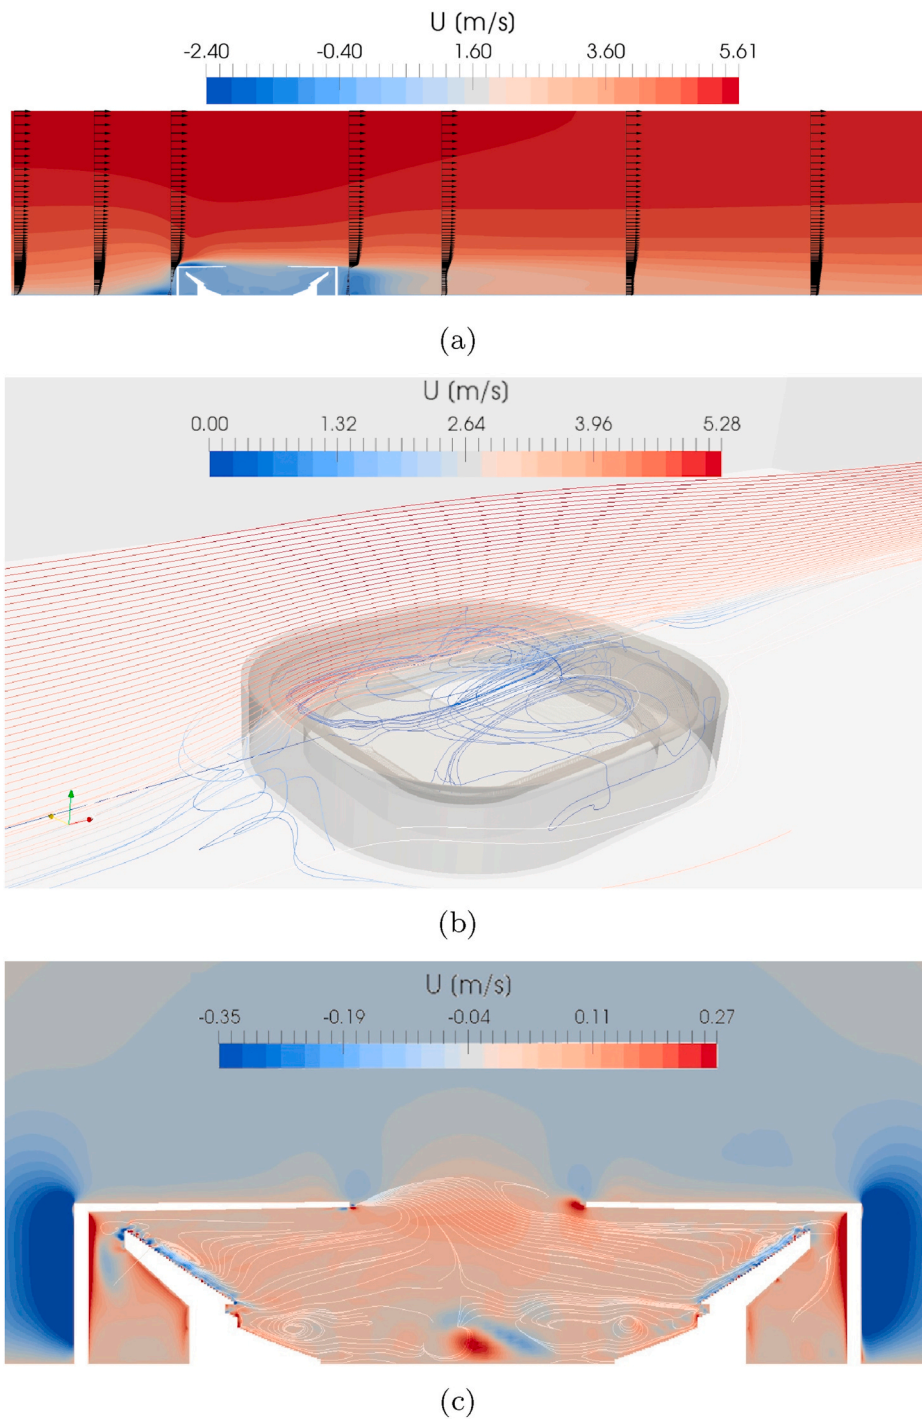 U (m/s)
-2.40 -0.40 1.60 3.60 5.61
(a)
U (m/s)
0.00 1.32 2.64 3.96 5.28
(b)
U (m/s)
-0.35 -0.19 -0.04 0.11 0.27
(c)